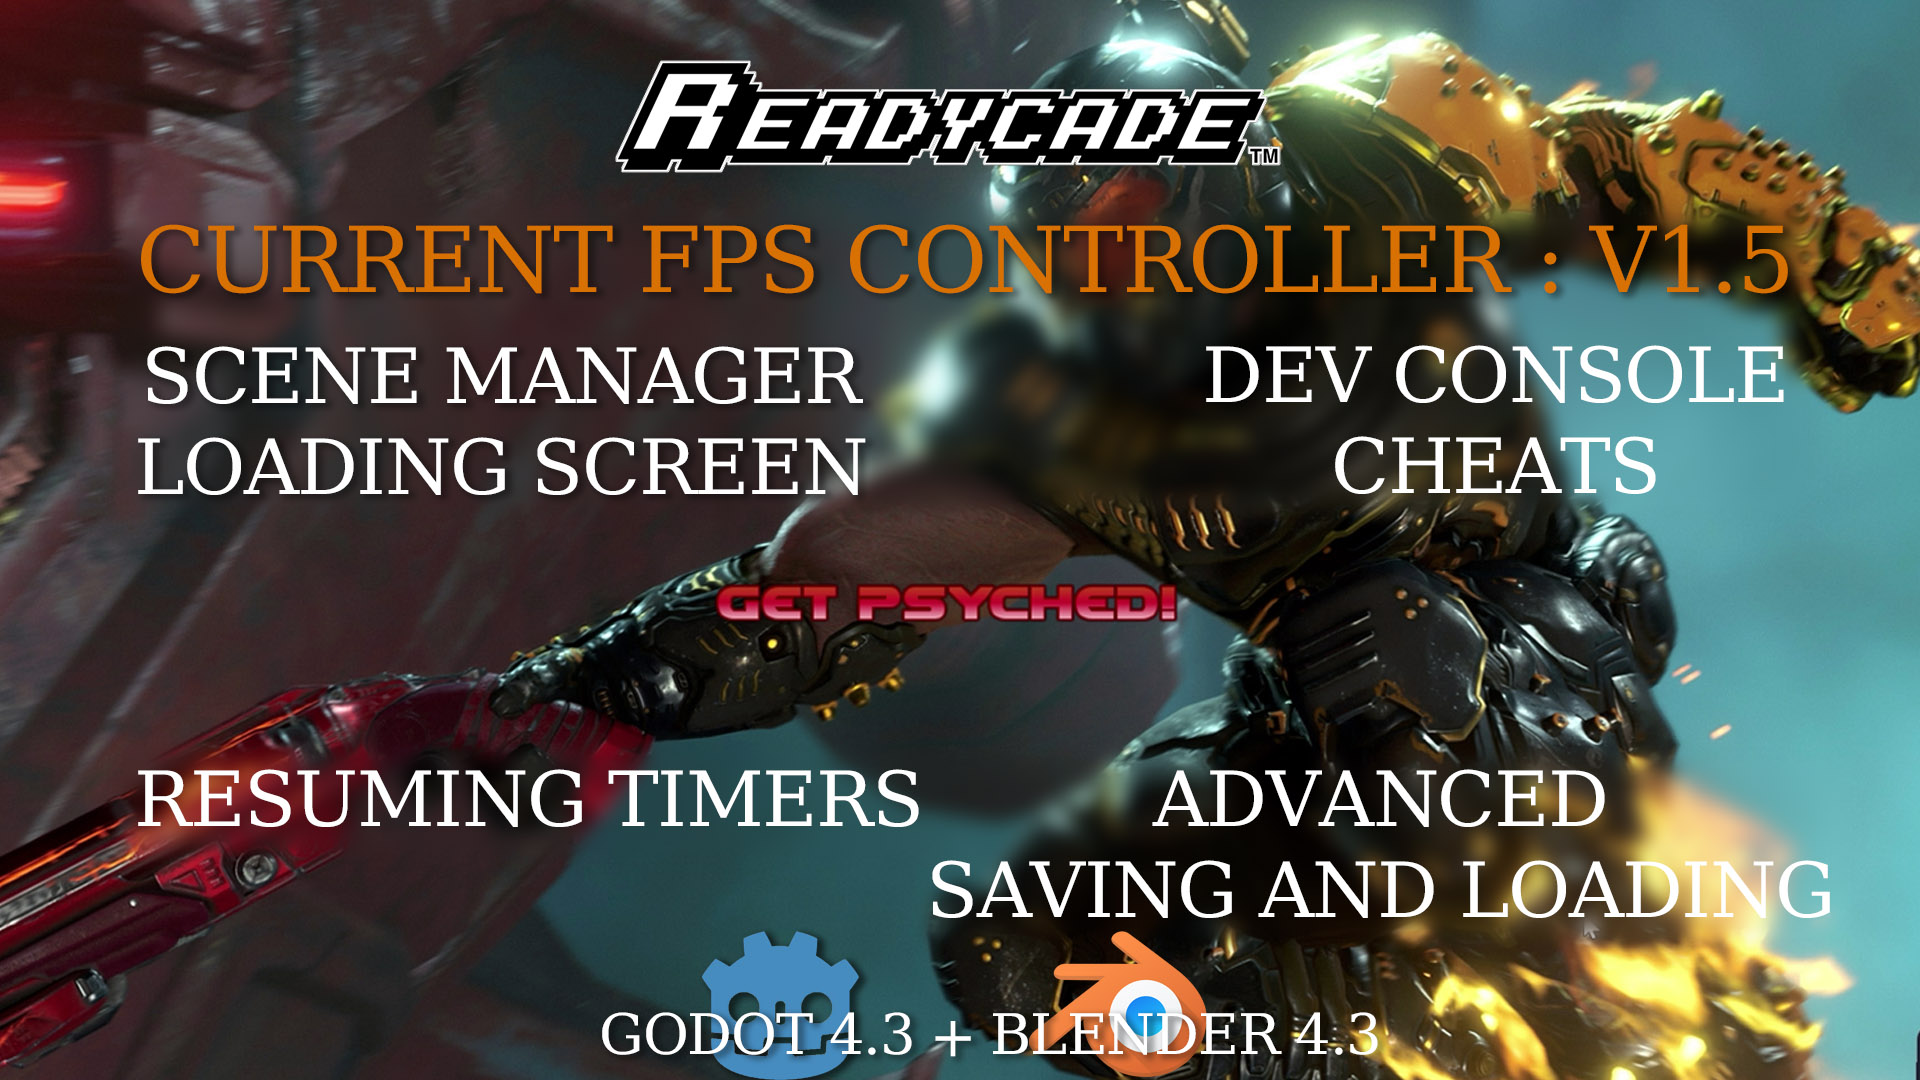 READYCADE™
CURRENT FPS CONTROLLER : V1.5
SCENE MANAGER
LOADING SCREEN
DEV CONSOLE
CHEATS
GET PSYCHED!
RESUMING TIMERS
ADVANCED
SAVING AND LOADING
GODOT 4.3 + BLENDER 4.3